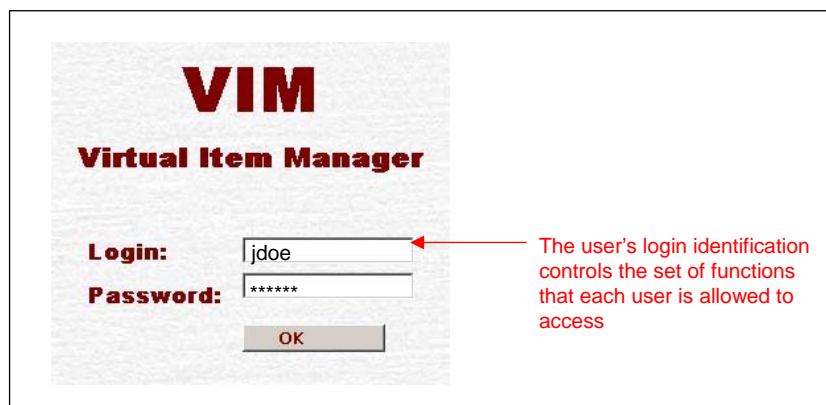 VIM
Virtual Item Manager
Login:
jdoe
Password:
******
OK
The user's login identification
controls the set of functions
that each user is allowed to
access